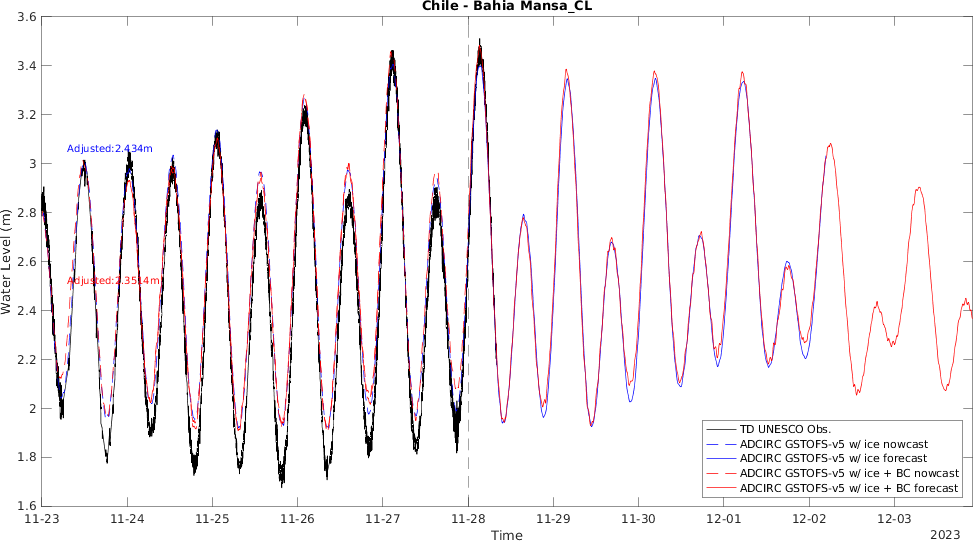 Chile - Bahia Mansa_CL
3.6
3.4
3.2
3
2.8
2.6
2.4
2.2
2
1.8
1.6
Water Level (m)
Adjusted:2.434m
Adjusted:2.3514m
TD UNESCO Obs.
ADCIRC GSTOFS-v5 w/ ice nowcast
ADCIRC GSTOFS-v5 w/ ice forecast
ADCIRC GSTOFS-v5 w/ ice + BC nowcast
ADCIRC GSTOFS-v5 w/ ice + BC forecast
11-23 11-24 11-25 11-26 11-27 11-28 11-29 11-30 12-01 12-02 12-03
Time
2023